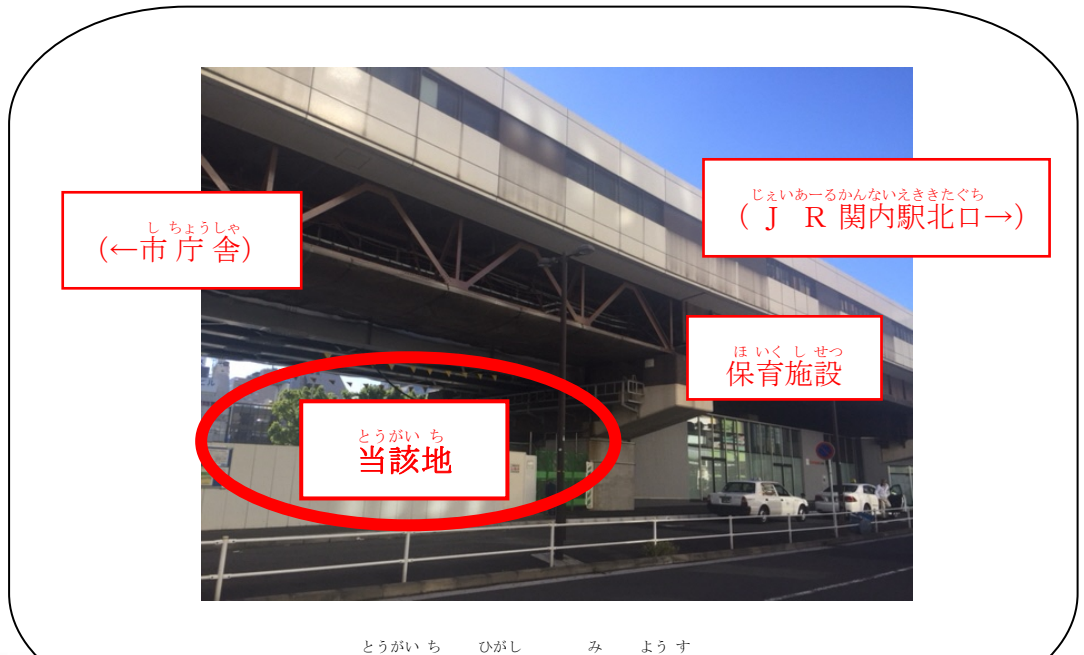 じぇいあーるかんないえききたぐち
（ＪＲ関内駅北口→）
しちょうしゃ
(←市庁舎)
ほいくしせつ
保育施設
とうがいち
当該地
とうがいち ひがし み ようす